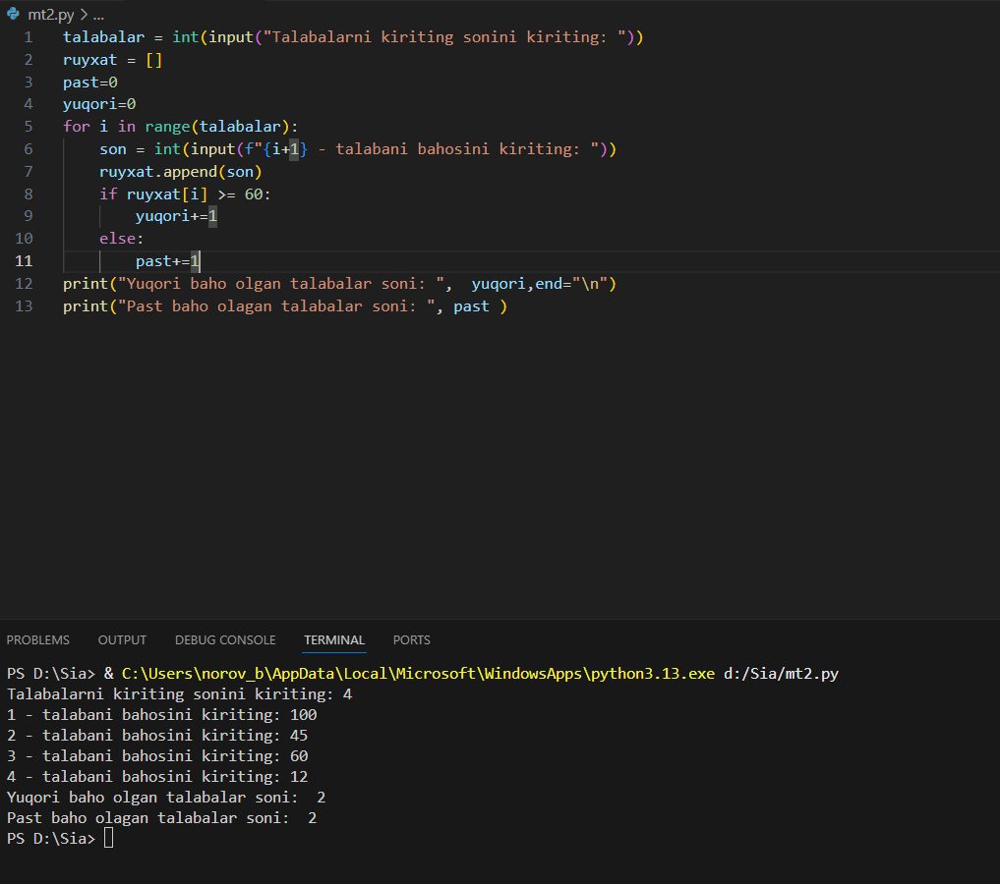 mt2.py > ...
1 talabalar = int(input("Talabalarni kiriting sonini kiriting: "))
2 ruyxat = []
3 past=0
4 yuqori=0
5 for i in range(talabalar):
6     son = int(input(f"{i+1} - talabani bahosini kiriting: "))
7     ruyxat.append(son)
8     if ruyxat[i] >= 60:
9         yuqori+=1
10     else:
11         past+=1
12 print("Yuqori baho olgan talabalar soni: ",  yuqori,end="\n")
13 print("Past baho olagan talabalar soni: ", past )
PROBLEMS OUTPUT DEBUG CONSOLE TERMINAL PORTS
PS D:\Sia> & C:\Users\norov_b\AppData\Local\Microsoft\WindowsApps\python3.13.exe d:/Sia/mt2.py
Talabalarni kiriting sonini kiriting: 4
1 - talabani bahosini kiriting: 100
2 - talabani bahosini kiriting: 45
3 - talabani bahosini kiriting: 60
4 - talabani bahosini kiriting: 12
Yuqori baho olgan talabalar soni:  2
Past baho olagan talabalar soni:  2
PS D:\Sia>